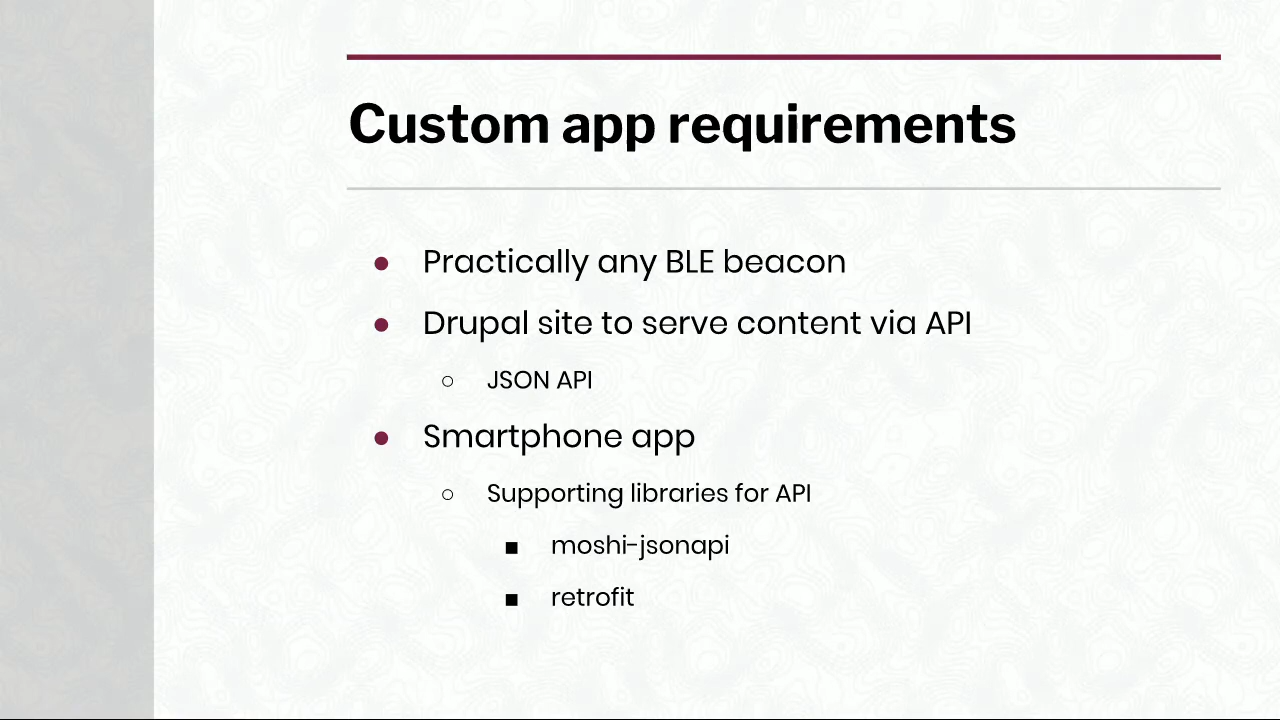 Custom app requirements
● Practically any BLE beacon
● Drupal site to serve content via API
○ JSON API
● Smartphone app
○ Supporting libraries for API
■ moshi-jsonapi
■ retrofit